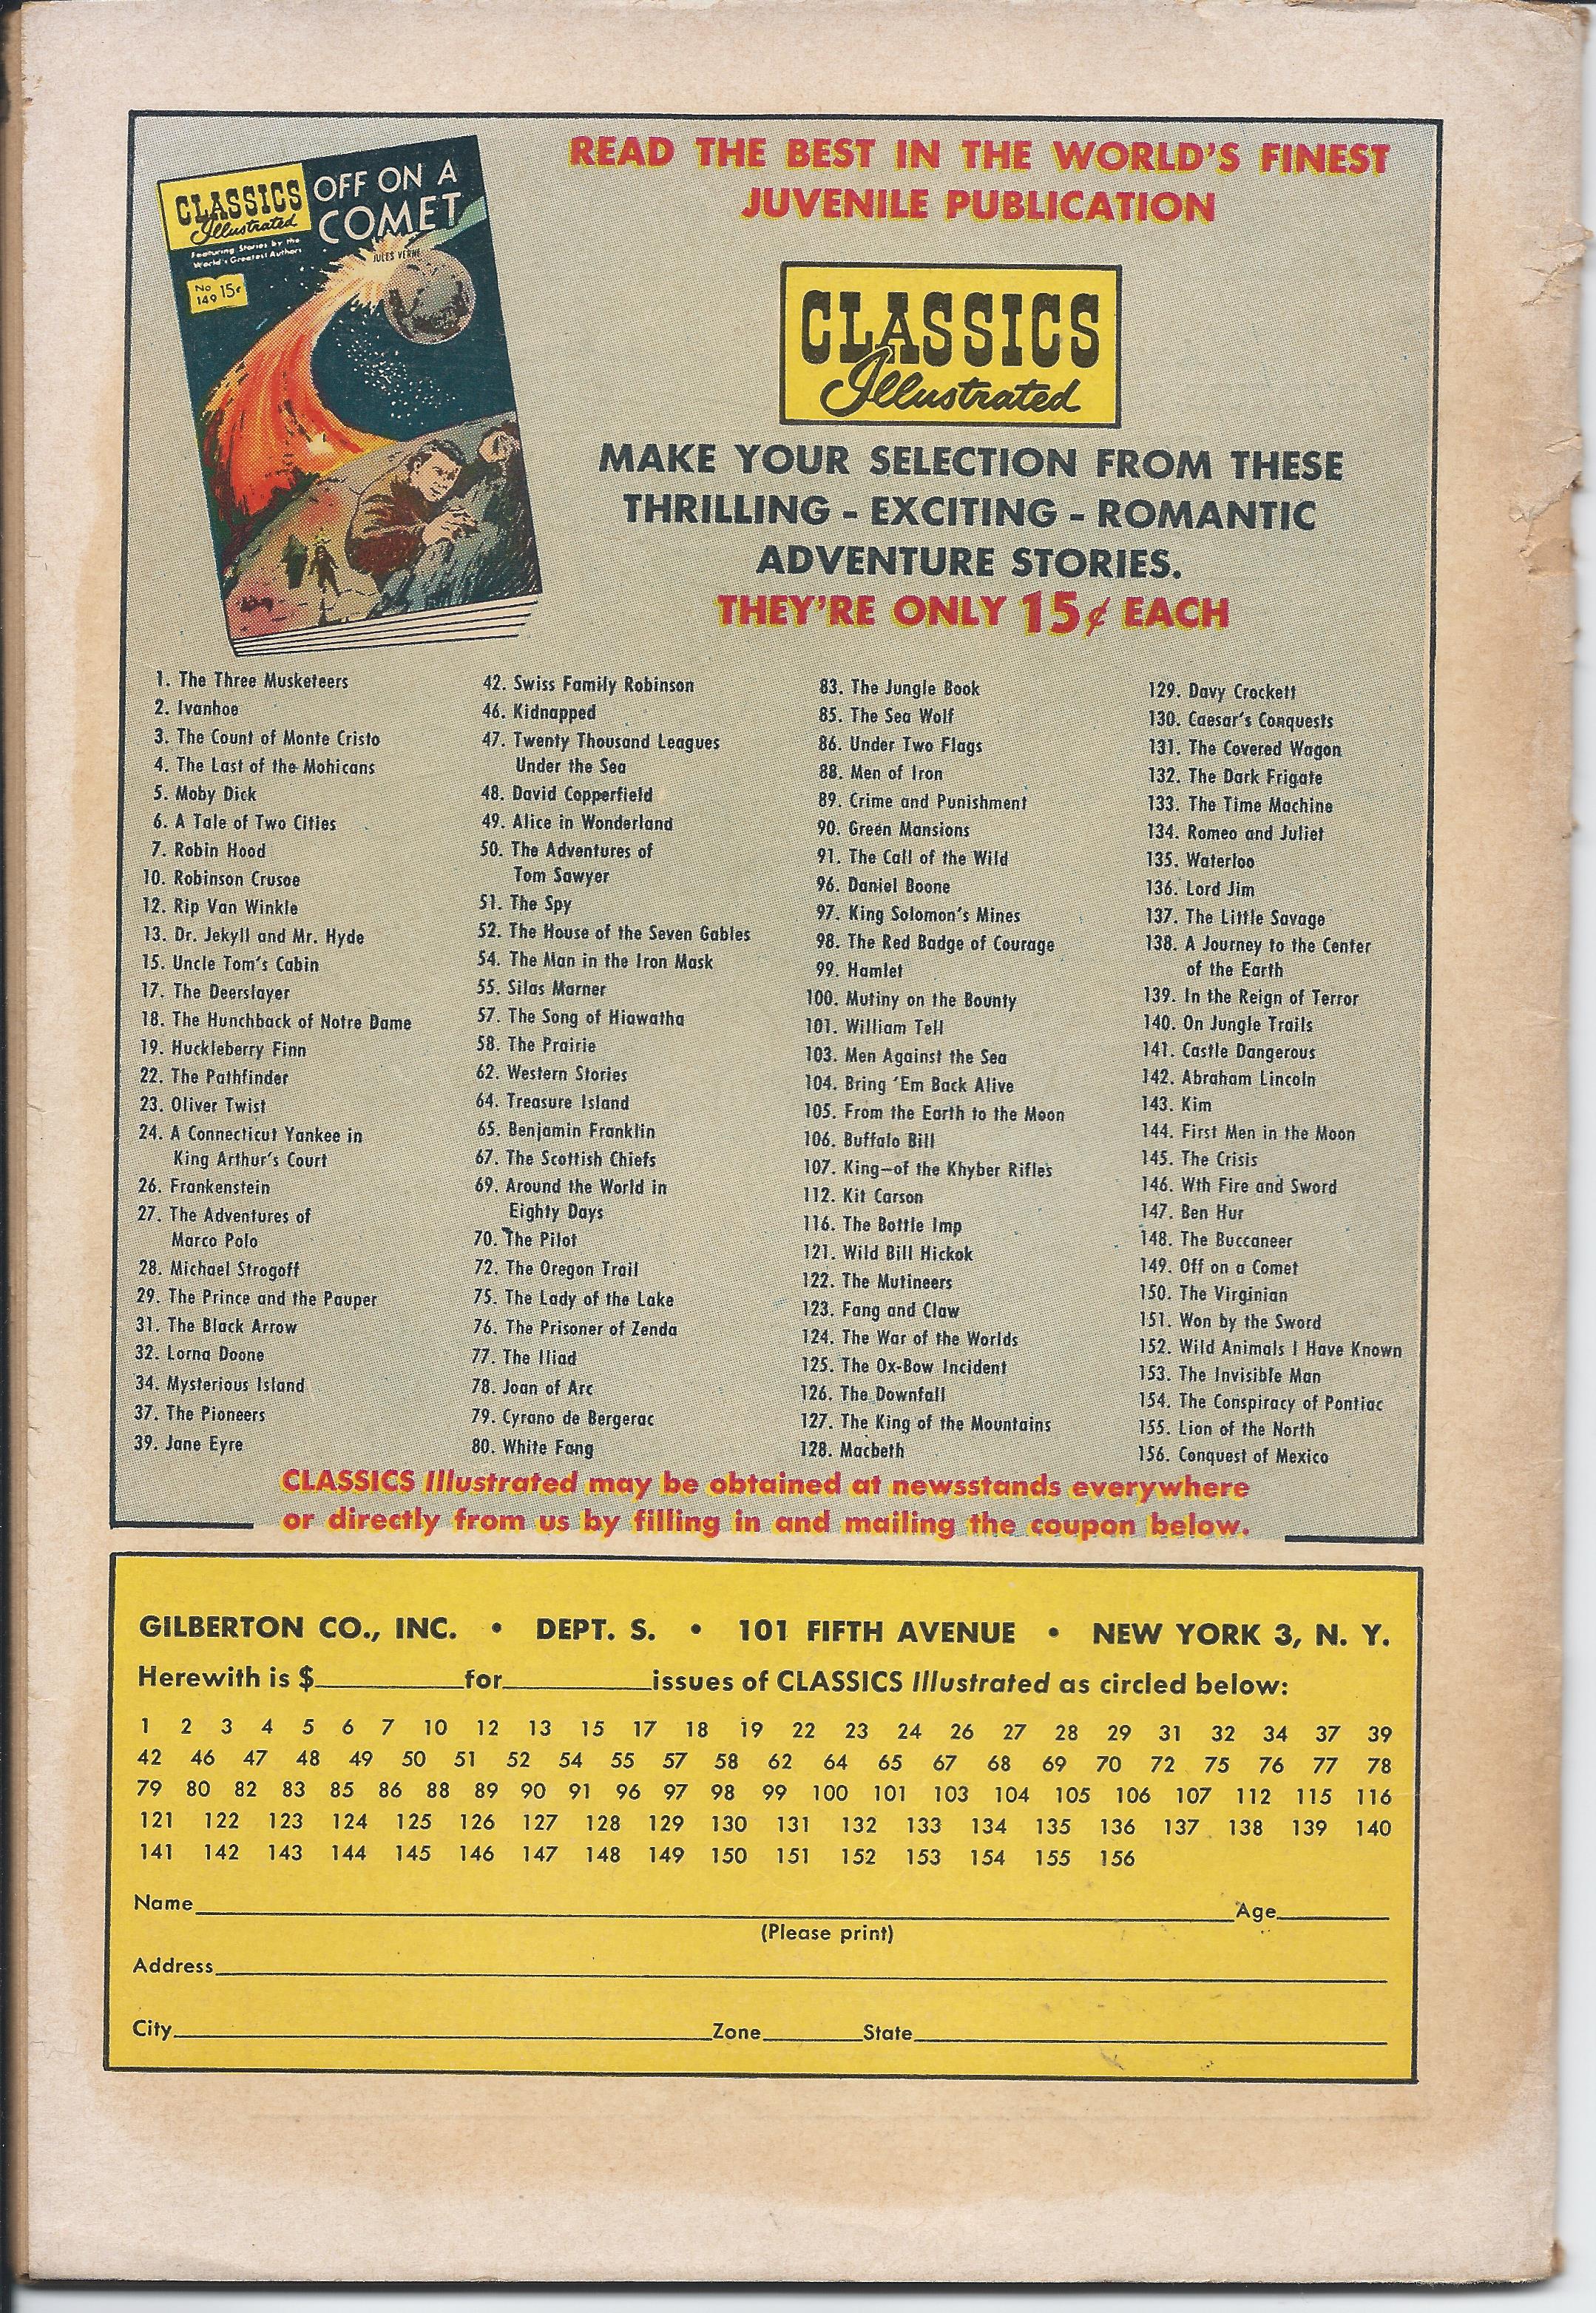 CLASSICS
Illustrated
Featuring Stories by the
World's Greatest Authors
No
149
15¢
OFF ON A
COMET
JULES VERNE
READ THE BEST IN THE WORLD'S FINEST
JUVENILE PUBLICATION
CLASSICS
Illustrated
MAKE YOUR SELECTION FROM THESE
THRILLING - EXCITING - ROMANTIC
ADVENTURE STORIES.
THEY'RE ONLY 15¢ EACH
1. The Three Musketeers
2. Ivanhoe
3. The Count of Monte Cristo
4. The Last of the Mohicans
5. Moby Dick
6. A Tale of Two Cities
7. Robin Hood
10. Robinson Crusoe
12. Rip Van Winkle
13. Dr. Jekyll and Mr. Hyde
15. Uncle Tom's Cabin
17. The Deerslayer
18. The Hunchback of Notre Dame
19. Huckleberry Finn
22. The Pathfinder
23. Oliver Twist
24. A Connecticut Yankee in
King Arthur's Court
26. Frankenstein
27. The Adventures of
Marco Polo
28. Michael Strogoff
29. The Prince and the Pauper
31. The Black Arrow
32. Lorna Doone
34. Mysterious Island
37. The Pioneers
39. Jane Eyre
42. Swiss Family Robinson
46. Kidnapped
47. Twenty Thousand Leagues
Under the Sea
48. David Copperfield
49. Alice in Wonderland
50. The Adventures of
Tom Sawyer
51. The Spy
52. The House of the Seven Gables
54. The Man in the Iron Mask
55. Silas Marner
57. The Song of Hiawatha
58. The Prairie
62. Western Stories
64. Treasure Island
65. Benjamin Franklin
67. The Scottish Chiefs
69. Around the World in
Eighty Days
70. The Pilot
72. The Oregon Trail
75. The Lady of the Lake
76. The Prisoner of Zenda
77. The Iliad
78. Joan of Arc
79. Cyrano de Bergerac
80. White Fang
83. The Jungle Book
85. The Sea Wolf
86. Under Two Flags
88. Men of Iron
89. Crime and Punishment
90. Green Mansions
91. The Call of the Wild
96. Daniel Boone
97. King Solomon's Mines
98. The Red Badge of Courage
99. Hamlet
100. Mutiny on the Bounty
101. William Tell
103. Men Against the Sea
104. Bring 'Em Back Alive
105. From the Earth to the Moon
106. Buffalo Bill
107. King—of the Khyber Rifles
112. Kit Carson
116. The Bottle Imp
121. Wild Bill Hickok
122. The Mutineers
123. Fang and Claw
124. The War of the Worlds
125. The Ox-Bow Incident
126. The Downfall
127. The King of the Mountains
128. Macbeth
129. Davy Crockett
130. Caesar's Conquests
131. The Covered Wagon
132. The Dark Frigate
133. The Time Machine
134. Romeo and Juliet
135. Waterloo
136. Lord Jim
137. The Little Savage
138. A Journey to the Center
of the Earth
139. In the Reign of Terror
140. On Jungle Trails
141. Castle Dangerous
142. Abraham Lincoln
143. Kim
144. First Men in the Moon
145. The Crisis
146. Wth Fire and Sword
147. Ben Hur
148. The Buccaneer
149. Off on a Comet
150. The Virginian
151. Won by the Sword
152. Wild Animals I Have Known
153. The Invisible Man
154. The Conspiracy of Pontiac
155. Lion of the North
156. Conquest of Mexico
CLASSICS Illustrated may be obtained at newsstands everywhere
or directly from us by filling in and mailing the coupon below.
GILBERTON CO., INC. • DEPT. S. • 101 FIFTH AVENUE • NEW YORK 3, N. Y.
Herewith is $________for________issues of CLASSICS Illustrated as circled below:
1 2 3 4 5 6 7 10 12 13 15 17 18 19 22 23 24 26 27 28 29 31 32 34 37 39
42 46 47 48 49 50 51 52 54 55 57 58 62 64 65 67 68 69 70 72 75 76 77 78
79 80 82 83 85 86 88 89 90 91 96 97 98 99 100 101 103 104 105 106 107 112 115 116
121 122 123 124 125 126 127 128 129 130 131 132 133 134 135 136 137 138 139 140
141 142 143 144 145 146 147 148 149 150 151 152 153 154 155 156
Name________Age________
(Please print)
Address________
City________Zone________State________